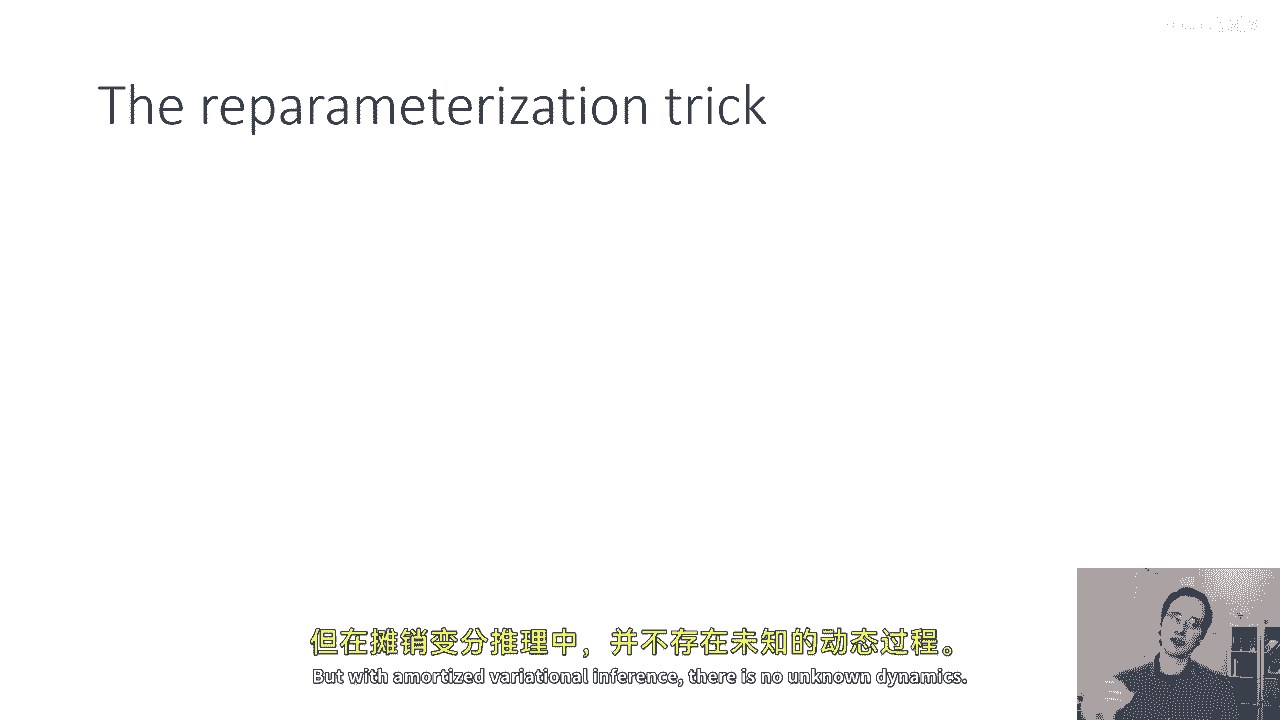 The reparameterization trick
但在摊销变分推理中，并不存在未知的动态过程。
But with amortized variational inference, there is no unknown dynamics.